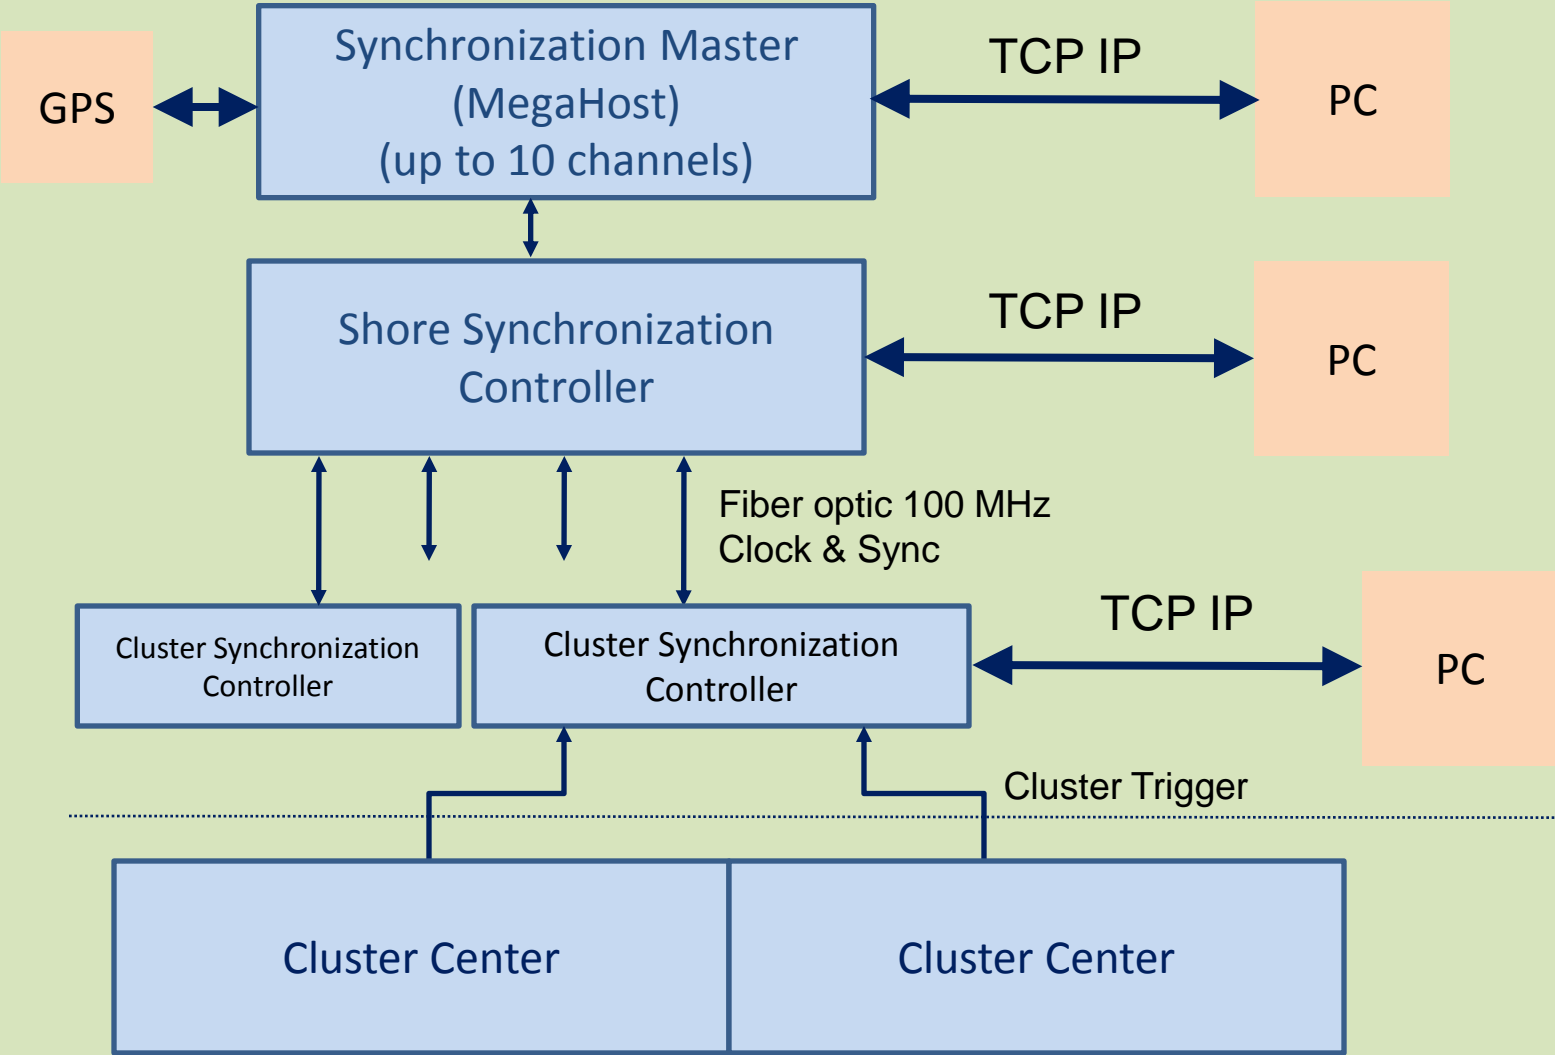 GPS
Synchronization Master
(MegaHost)
(up to 10 channels)
TCP IP
PC
Shore Synchronization
Controller
TCP IP
PC
Fiber optic 100 MHz
Clock & Sync
Cluster Synchronization
Controller
Cluster Synchronization
Controller
TCP IP
PC
Cluster Trigger
Cluster Center
Cluster Center